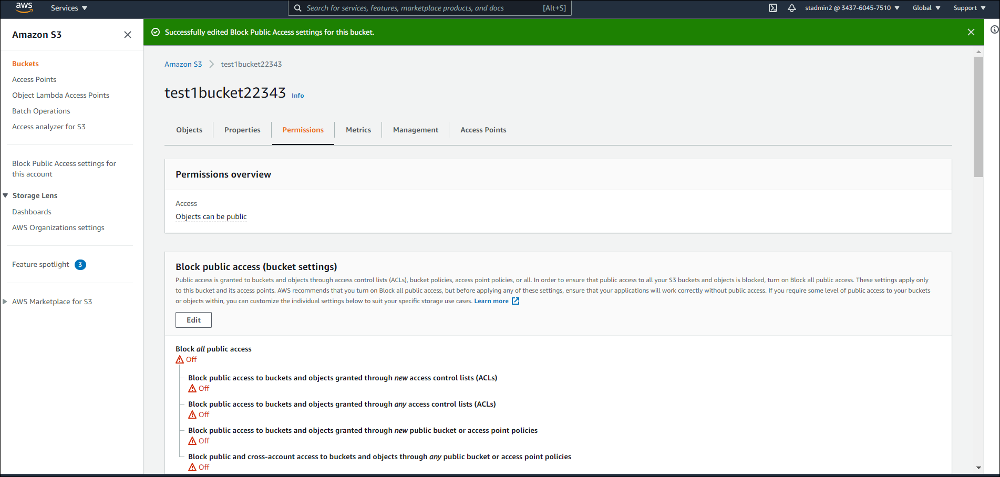 aws
Services
Search for services, features, marketplace products, and docs
[Alt+S]
stadmin2 @ 3437-6045-7510
Global
Support
Amazon S3
Buckets
Access Points
Object Lambda Access Points
Batch Operations
Access analyzer for S3
Block Public Access settings for
this account
Storage Lens
Dashboards
AWS Organizations settings
Feature spotlight 3
AWS Marketplace for S3
Successfully edited Block Public Access settings for this bucket.
Amazon S3
test1bucket22343
test1bucket22343 Info
Objects
Properties
Permissions
Metrics
Management
Access Points
Permissions overview
Access
Objects can be public
Block public access (bucket settings)
Public access is granted to buckets and objects through access control lists (ACLs), bucket policies, access point policies, or all. In order to ensure that public access to all your S3 buckets and objects is blocked, turn on Block all public access. These settings apply only
to this bucket and its access points. AWS recommends that you turn on Block all public access, but before applying any of these settings, ensure that your applications will work correctly without public access. If you require some level of public access to your buckets
or objects within, you can customize the individual settings below to suit your specific storage use cases. Learn more
Edit
Block all public access
Off
Block public access to buckets and objects granted through new access control lists (ACLs)
Off
Block public access to buckets and objects granted through any access control lists (ACLs)
Off
Block public access to buckets and objects granted through new public bucket or access point policies
Off
Block public and cross-account access to buckets and objects through any public bucket or access point policies
Off